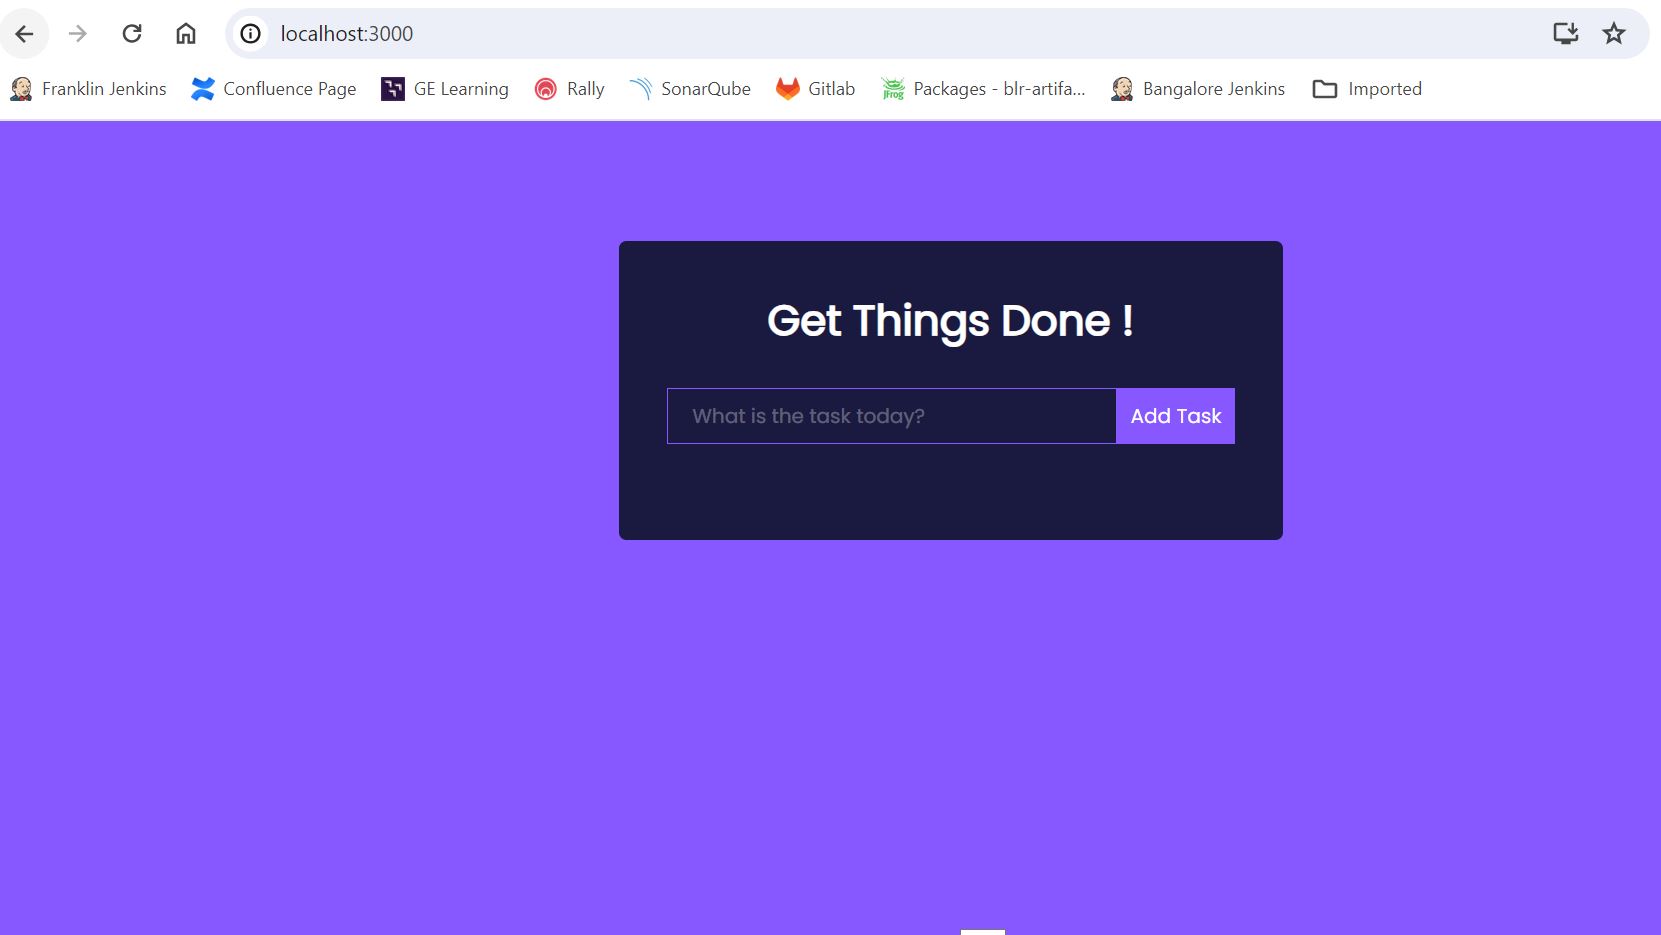 localhost:3000
Franklin Jenkins Confluence Page GE Learning Rally SonarQube Gitlab JFrog Packages - blr-artifa... Bangalore Jenkins Imported
Get Things Done !
What is the task today? Add Task